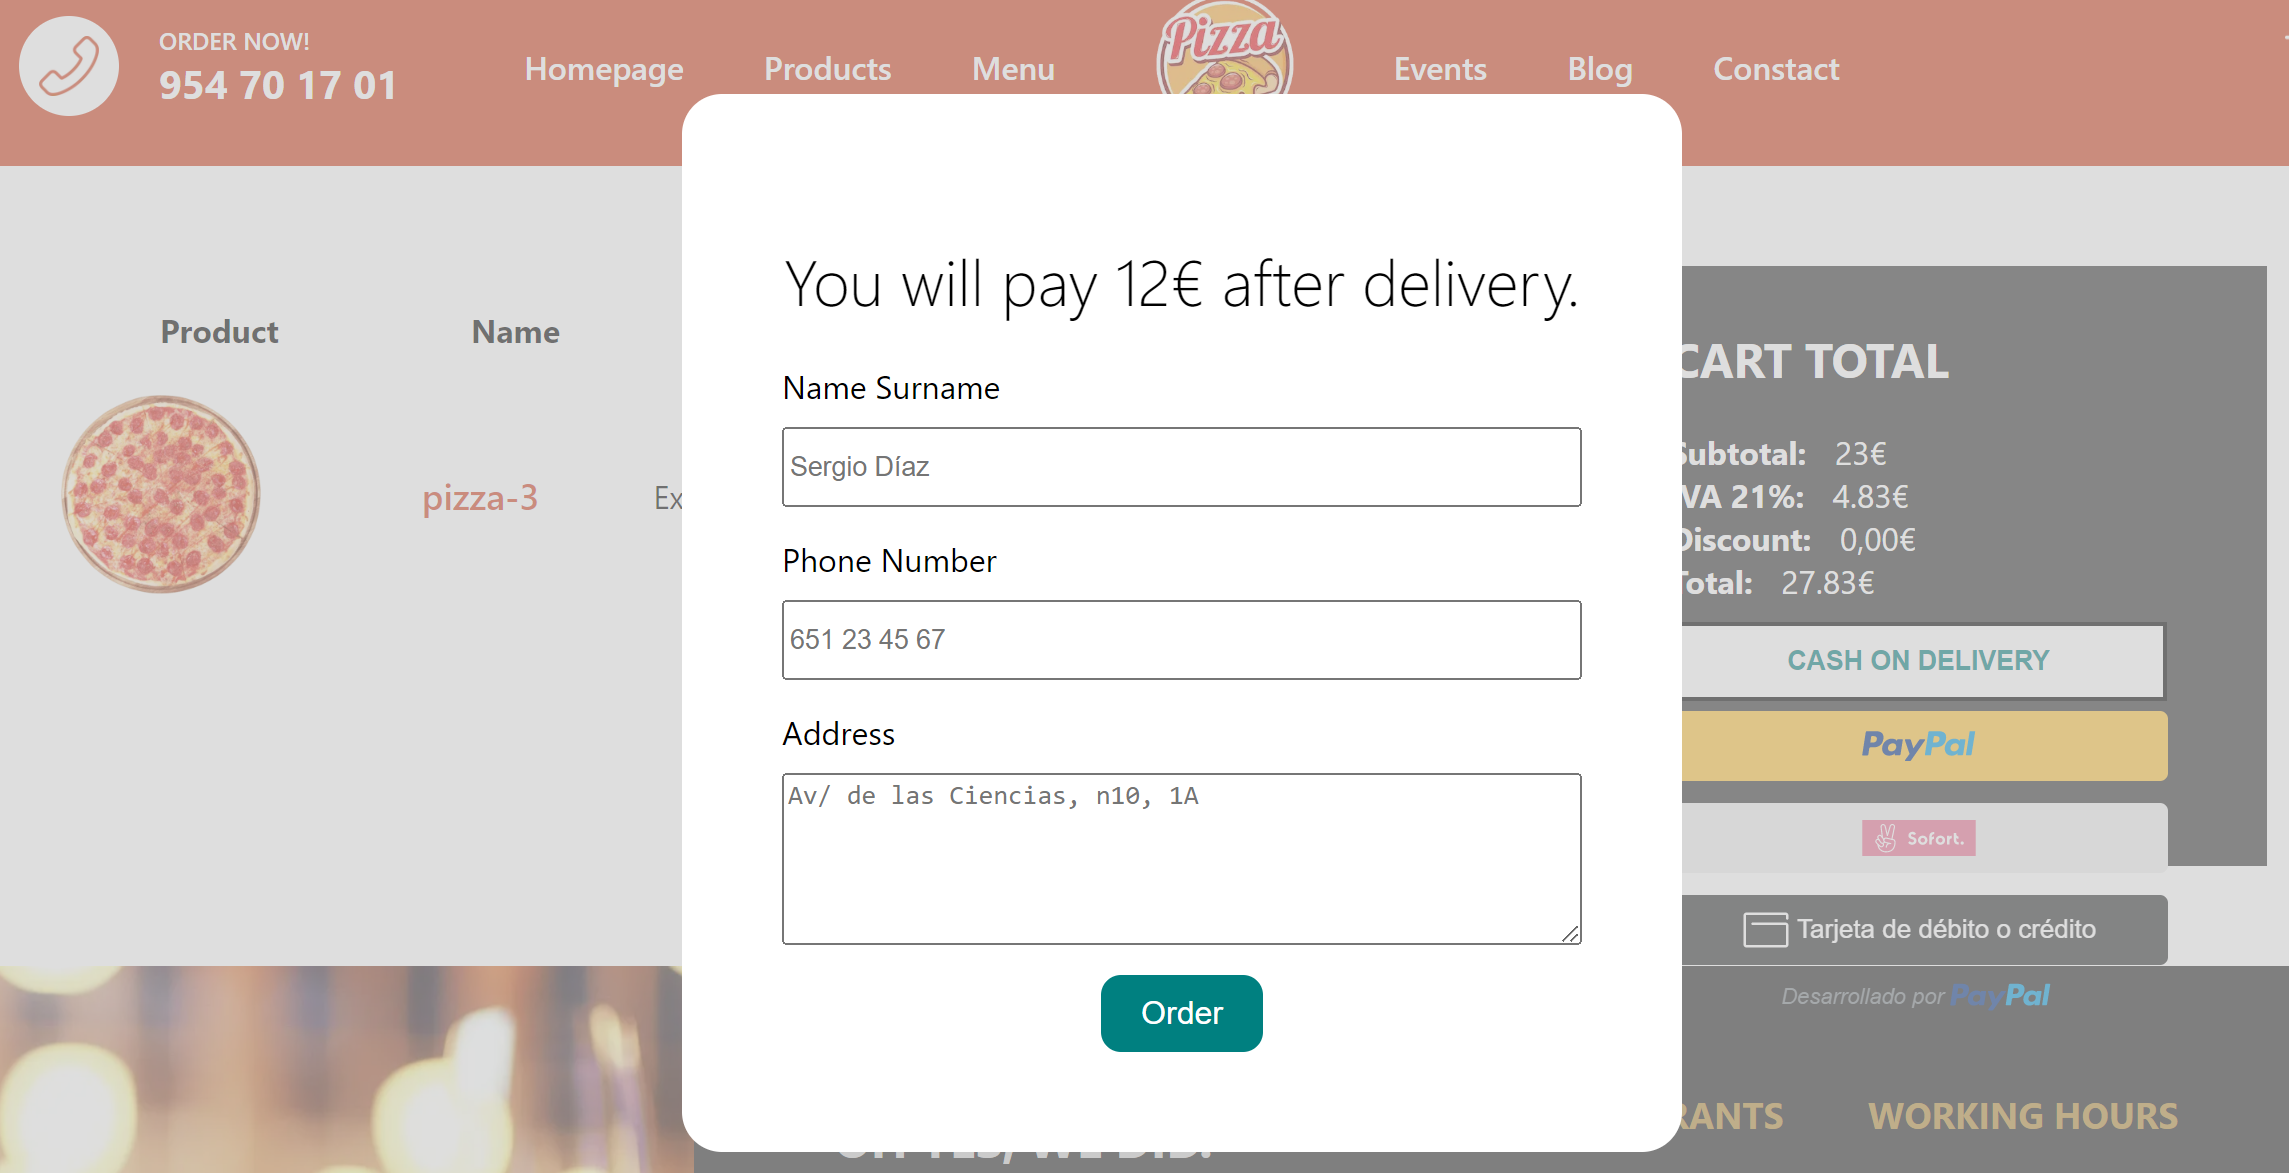 ORDER NOW!
954 70 17 01
Homepage
Products
Menu
Pizza
Events
Blog
Constact
You will pay 12€ after delivery.
Name Surname
Sergio Díaz
Phone Number
651 23 45 67
Address
Av/ de las Ciencias, n10, 1A
Order
Product
Name
pizza-3
Ex
CART TOTAL
Subtotal: 23€
IVA 21%: 4.83€
Discount: 0,00€
Total: 27.83€
CASH ON DELIVERY
PayPal
Sofort.
Tarjeta de débito o crédito
Desarrollado por PayPal
RANTS
WORKING HOURS